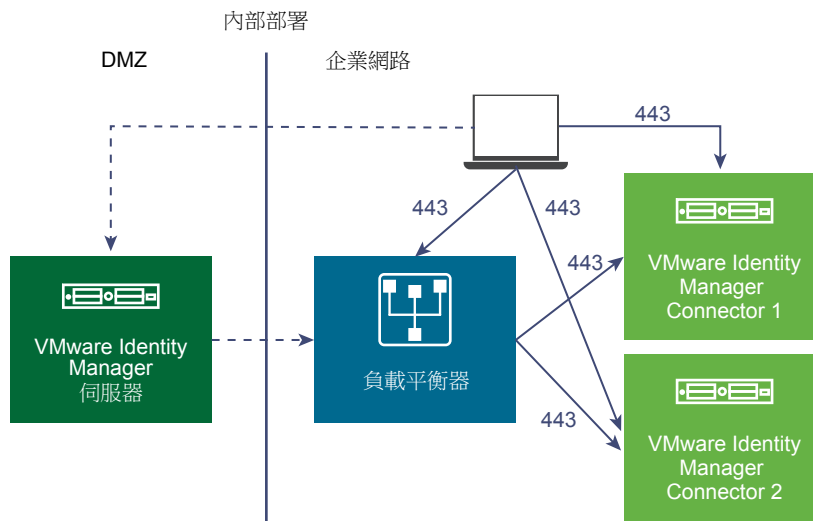 內部部署
DMZ
企業網路
443
443
443
443
443
VMware Identity
Manager
Connector 1
VMware Identity
Manager
伺服器
負載平衡器
VMware Identity
Manager
Connector 2